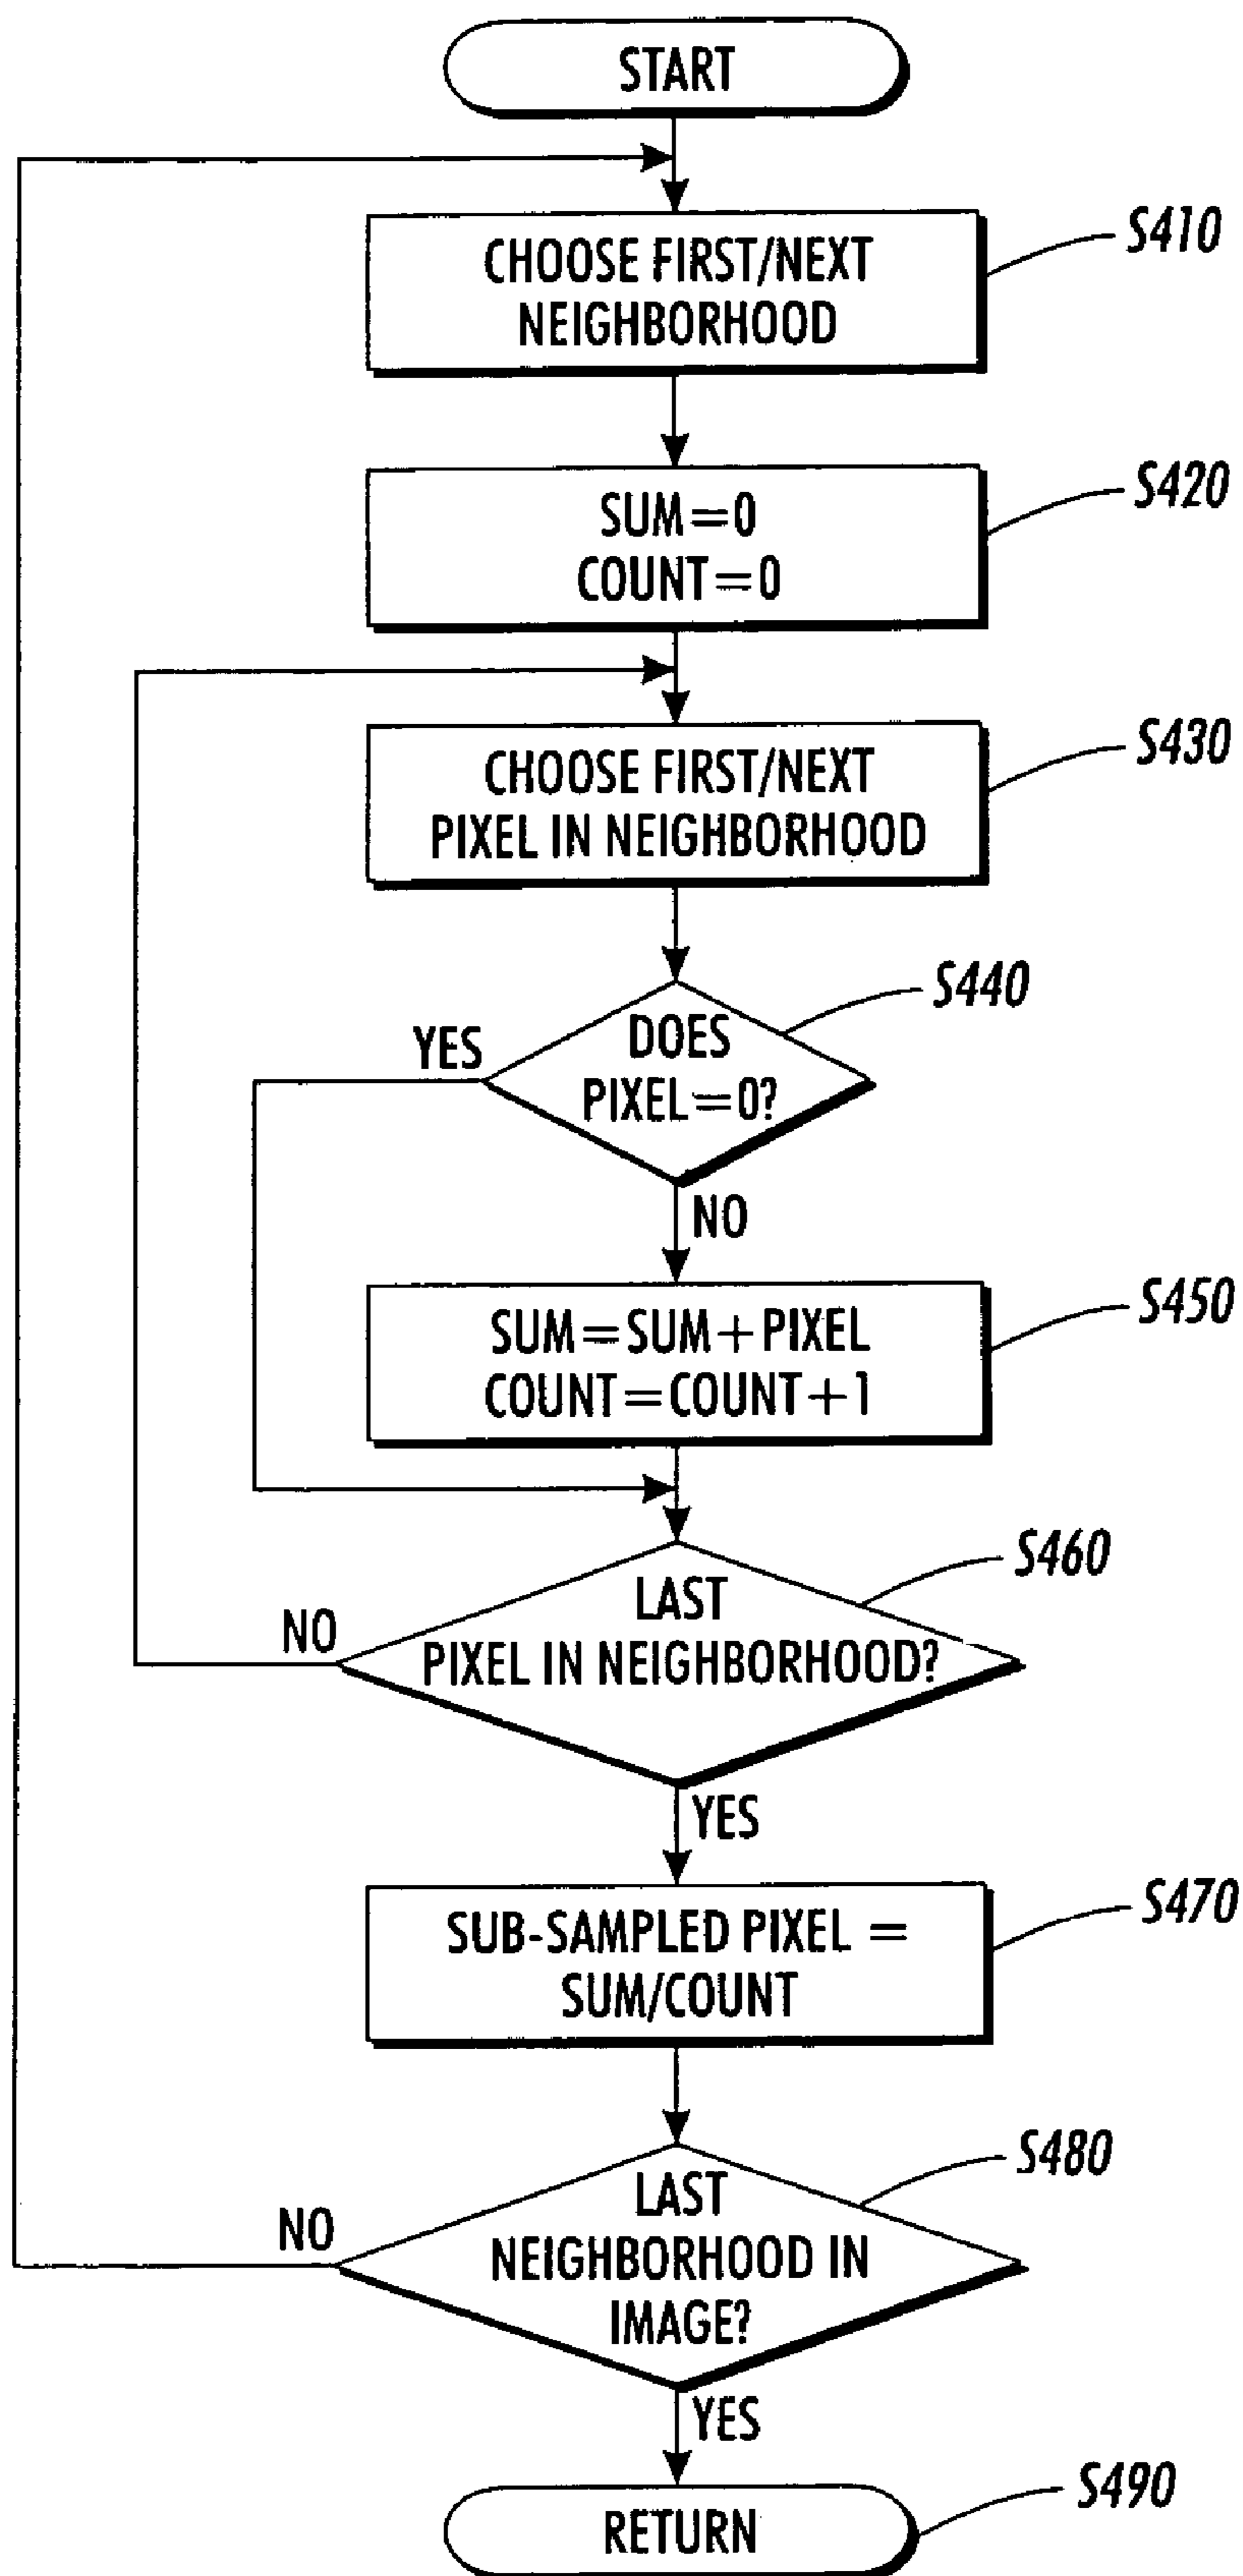 START
CHOOSE FIRST/NEXT
NEIGHBORHOOD
S410
SUM=0
COUNT=0
S420
CHOOSE FIRST/NEXT
PIXEL IN NEIGHBORHOOD
S430
DOES
PIXEL=0?
S440
YES
NO
SUM=SUM+PIXEL
COUNT=COUNT+1
S450
LAST
PIXEL IN NEIGHBORHOOD?
S460
NO
YES
SUB-SAMPLED PIXEL =
SUM/COUNT
S470
LAST
NEIGHBORHOOD IN
IMAGE?
S480
NO
YES
RETURN
S490